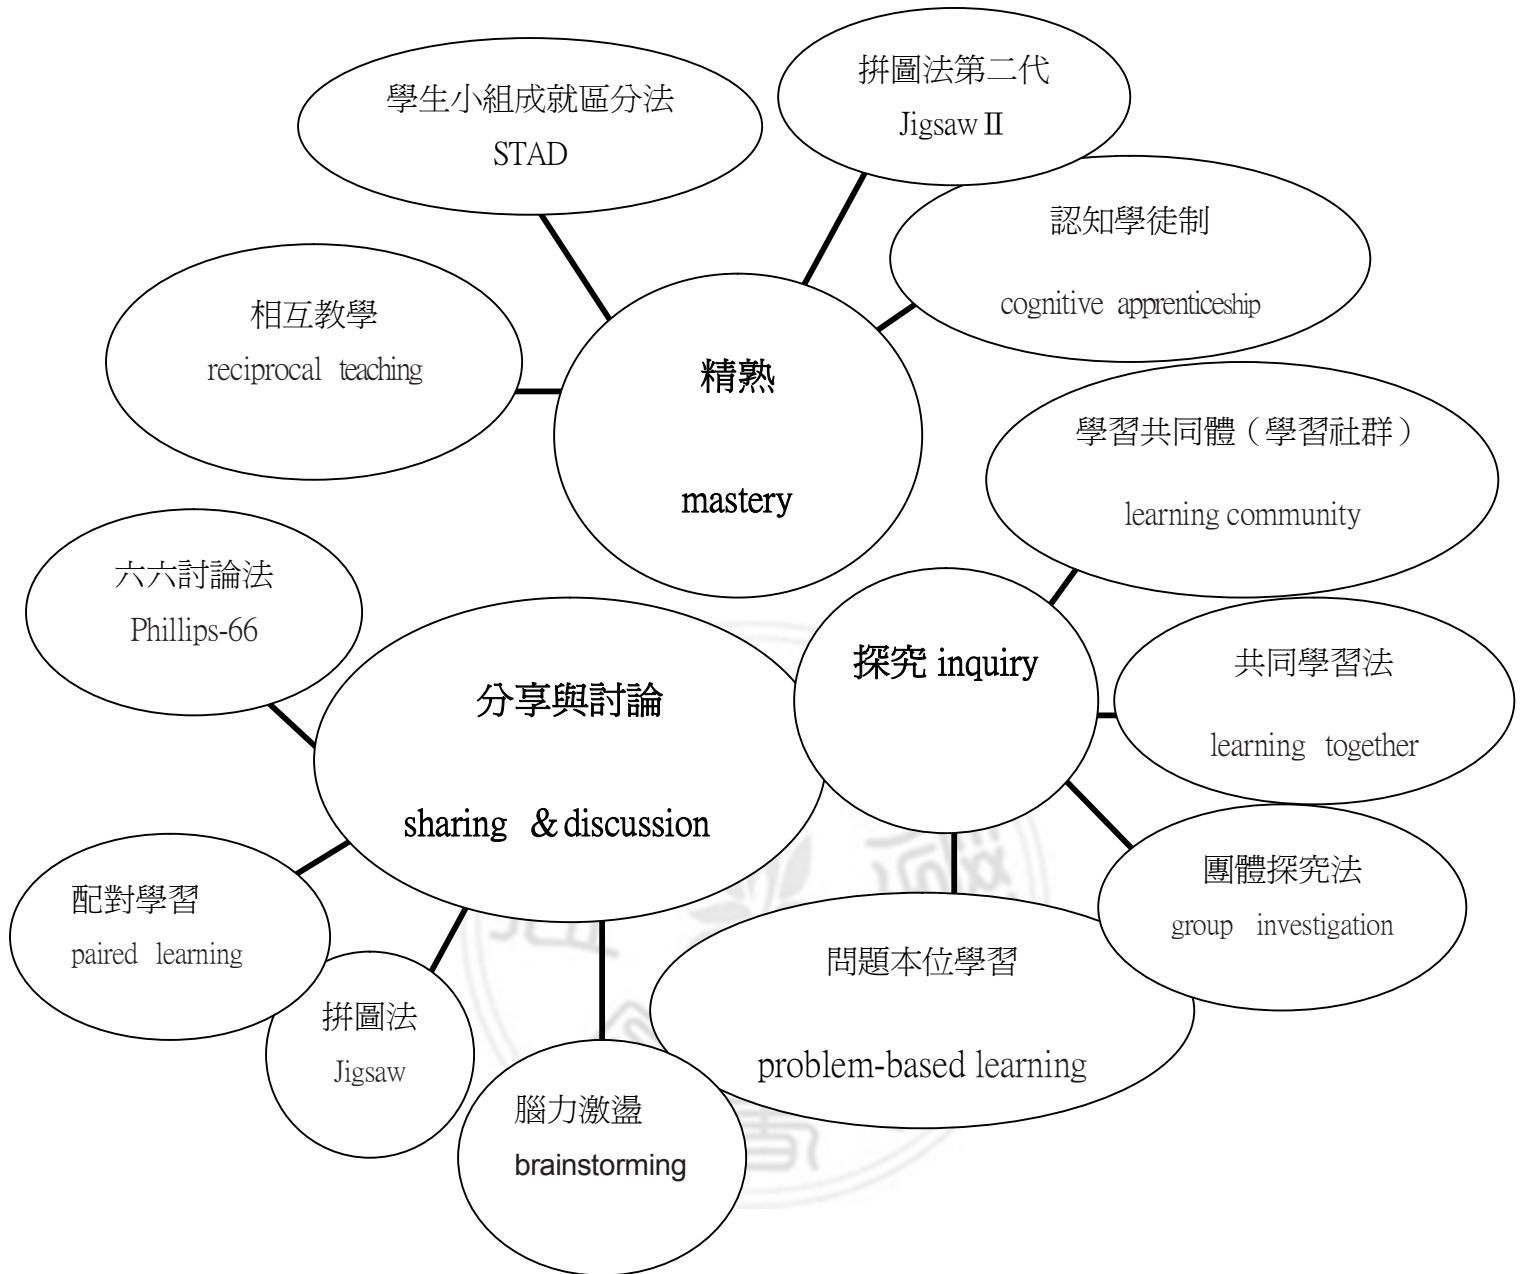 學生小組成就區分法
STAD
拼圖法第二代
Jigsaw Ⅱ
認知學徒制
cognitive apprenticeship
相互教學
reciprocal teaching
精熟
mastery
學習共同體（學習社群）
learning community
六六討論法
Phillips-66
分享與討論
sharing & discussion
探究 inquiry
共同學習法
learning together
團體探究法
group investigation
配對學習
paired learning
拼圖法
Jigsaw
腦力激盪
brainstorming
問題本位學習
problem-based learning